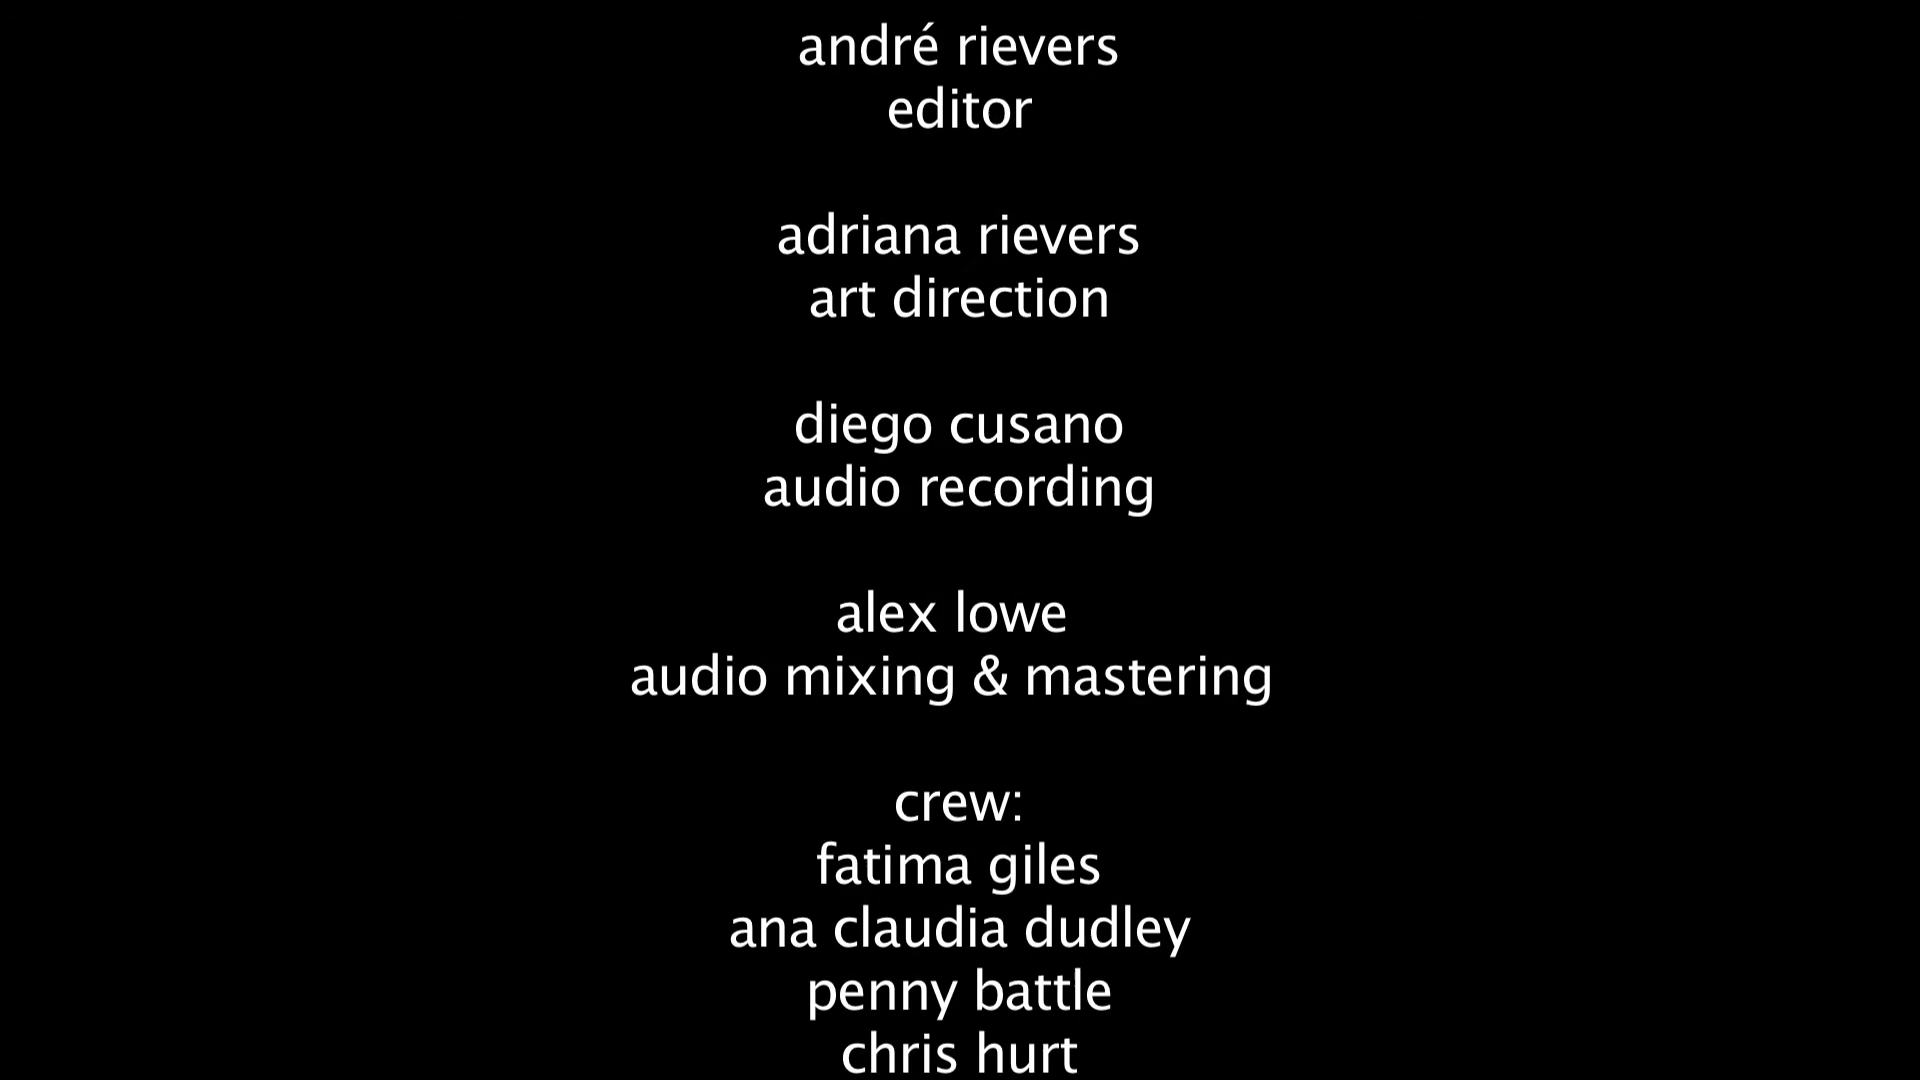 andré rievers
editor
adriana rievers
art direction
diego cusano
audio recording
alex lowe
audio mixing & mastering
crew:
fatima giles
ana claudia dudley
penny battle
chris hurt